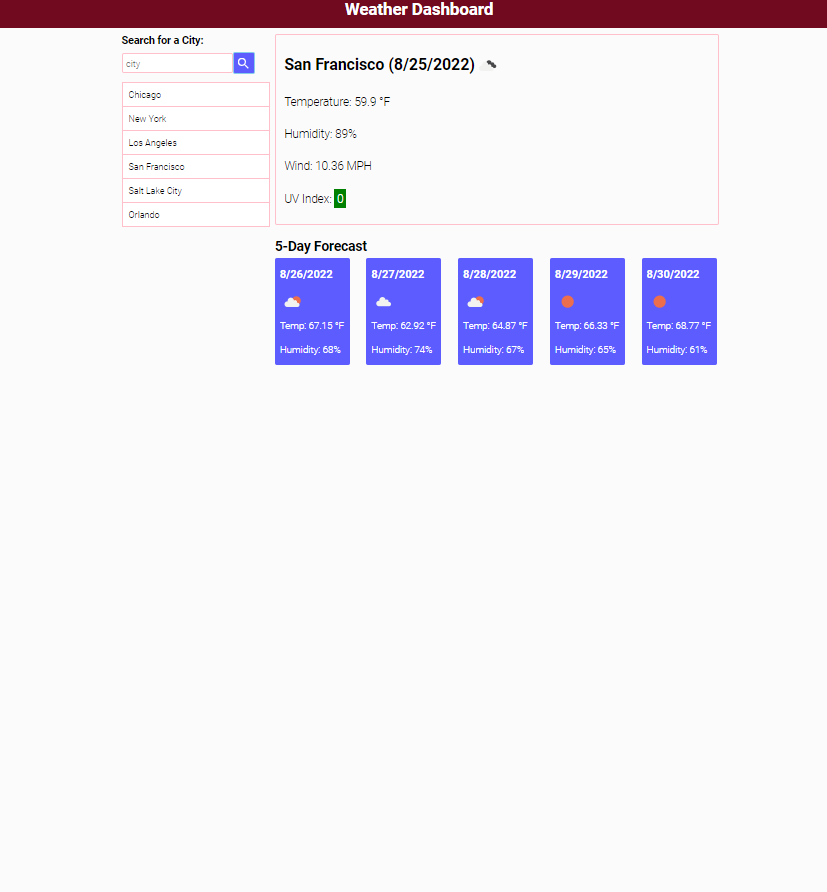 Weather Dashboard
Search for a City:
city
Chicago
New York
Los Angeles
San Francisco
Salt Lake City
Orlando
San Francisco (8/25/2022)
Temperature: 59.9 °F
Humidity: 89%
Wind: 10.36 MPH
UV Index: 0
5-Day Forecast
8/26/2022
Temp: 67.15 °F
Humidity: 68%
8/27/2022
Temp: 62.92 °F
Humidity: 74%
8/28/2022
Temp: 64.87 °F
Humidity: 67%
8/29/2022
Temp: 66.33 °F
Humidity: 65%
8/30/2022
Temp: 68.77 °F
Humidity: 61%